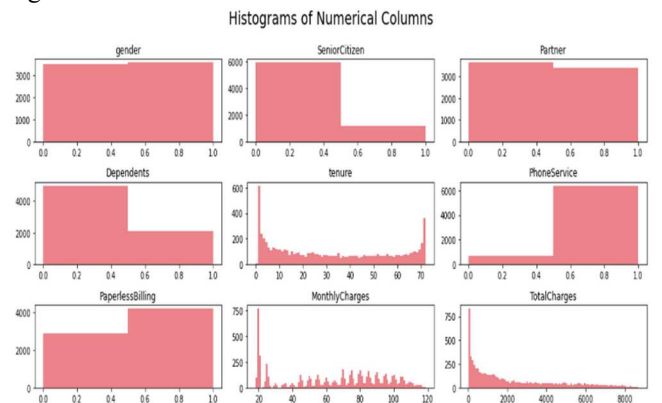 Histograms of Numerical Columns
gender SeniorCitizen Partner
3000 6000 3000
2000 4000 2000
1000 2000 1000
0 0 0
0.0 0.2 0.4 0.6 0.8 1.0 0.0 0.2 0.4 0.6 0.8 1.0 0.0 0.2 0.4 0.6 0.8 1.0
Dependents tenure PhoneService
4000 600 6000
2000 400 4000
0 200 2000
0 0
0.0 0.2 0.4 0.6 0.8 1.0 0 10 20 30 40 50 60 70 0.0 0.2 0.4 0.6 0.8 1.0
PaperlessBilling MonthlyCharges TotalCharges
4000 750 750
2000 500 500
0 250 250
0 0
0.0 0.2 0.4 0.6 0.8 1.0 20 40 60 80 100 120 0 2000 4000 6000 8000